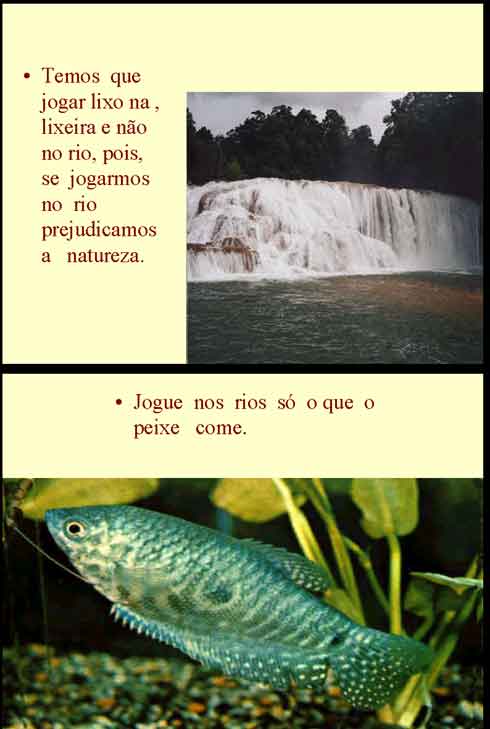 • Temos que
jogar lixo na ,
lixeira e não
no rio, pois,
se jogarmos
no rio
prejudicamos
a natureza.
• Jogue nos rios só o que o
peixe come.